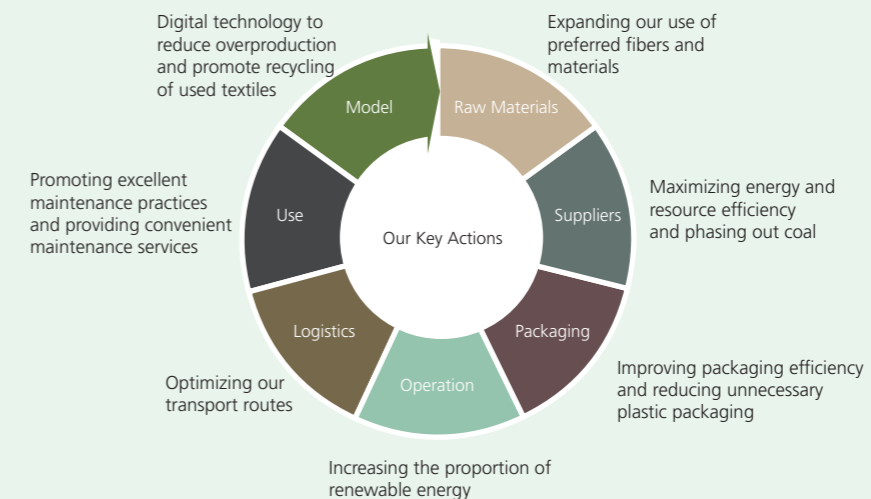 Digital technology to
reduce overproduction
and promote recycling
of used textiles
Model
Expanding our use of
preferred fibers and
materials
Raw Materials
Maximizing energy and
resource efficiency
and phasing out coal
Suppliers
Improving packaging efficiency
and reducing unnecessary
plastic packaging
Packaging
Increasing the proportion of
renewable energy
Operation
Optimizing our
transport routes
Logistics
Promoting excellent
maintenance practices
and providing convenient
maintenance services
Use
Our Key Actions